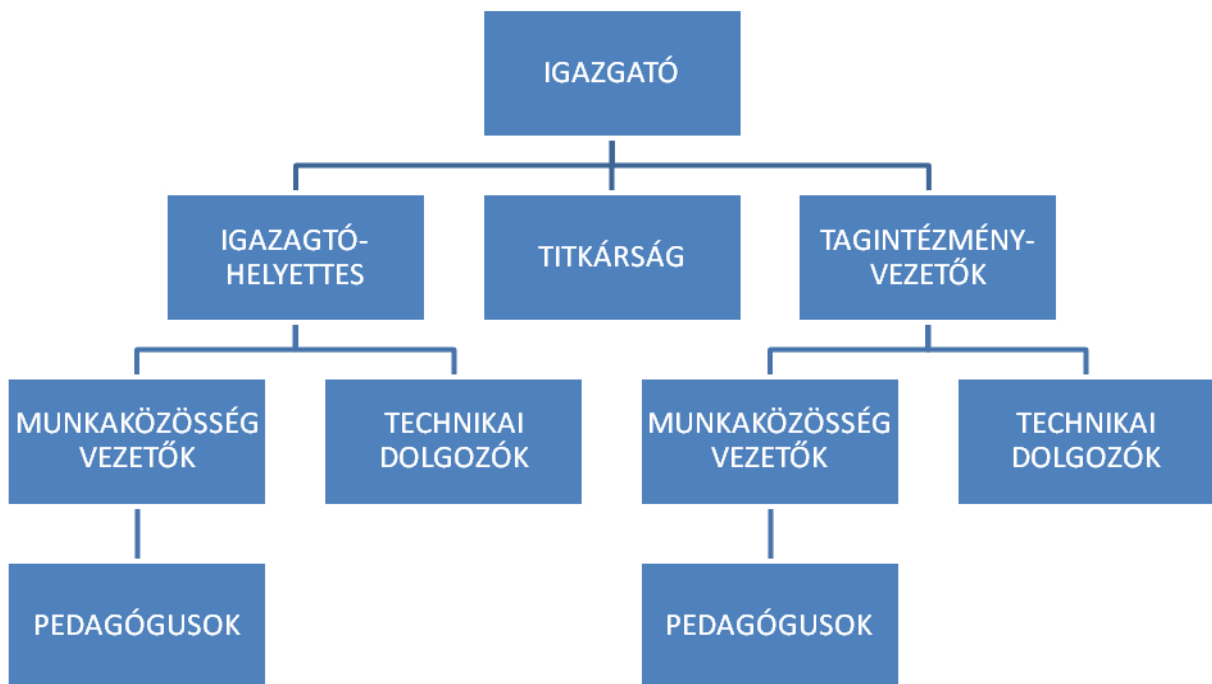 IGAZGATÓ
IGAZAGTÓ-
HELYETTES
TITKÁRSÁG
TAGINTÉZMÉNY-
VEZETŐK
MUNKAKÖZÖSSÉG
VEZETŐK
TECHNIKAI
DOLGOZÓK
MUNKAKÖZÖSSÉG
VEZETŐK
TECHNIKAI
DOLGOZÓK
PEDAGÓGUSOK
PEDAGÓGUSOK